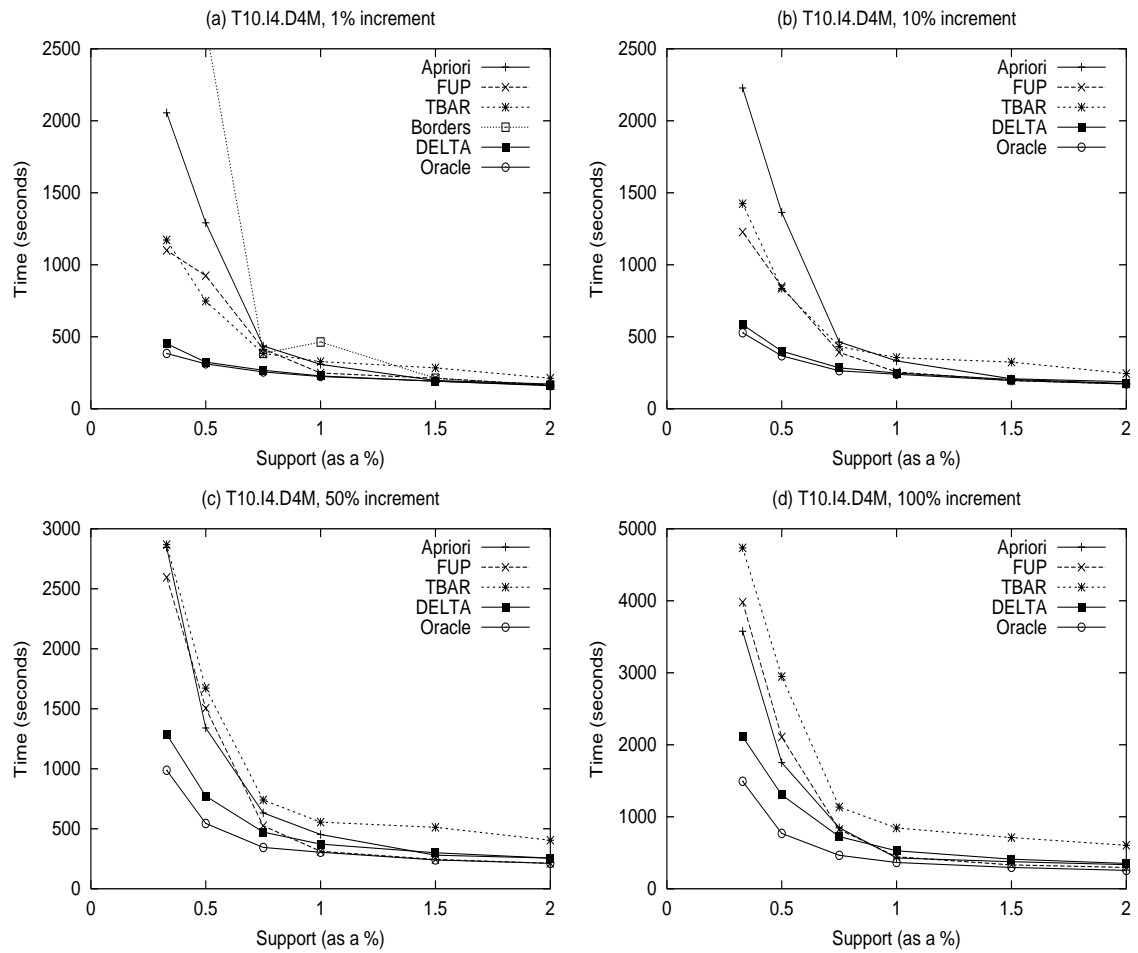 (a) T10.I4.D4M, 1% increment
Time (seconds)
2500
2000
1500
1000
500
0
Apriori
FUP
TBAR
Borders
DELTA
Oracle
0
0.5
1
1.5
2
Support (as a %)
(b) T10.I4.D4M, 10% increment
Time (seconds)
2500
2000
1500
1000
500
0
Apriori
FUP
TBAR
DELTA
Oracle
0
0.5
1
1.5
2
Support (as a %)
(c) T10.I4.D4M, 50% increment
Time (seconds)
3000
2500
2000
1500
1000
500
0
Apriori
FUP
TBAR
DELTA
Oracle
0
0.5
1
1.5
2
Support (as a %)
(d) T10.I4.D4M, 100% increment
Time (seconds)
5000
4000
3000
2000
1000
0
Apriori
FUP
TBAR
DELTA
Oracle
0
0.5
1
1.5
2
Support (as a %)